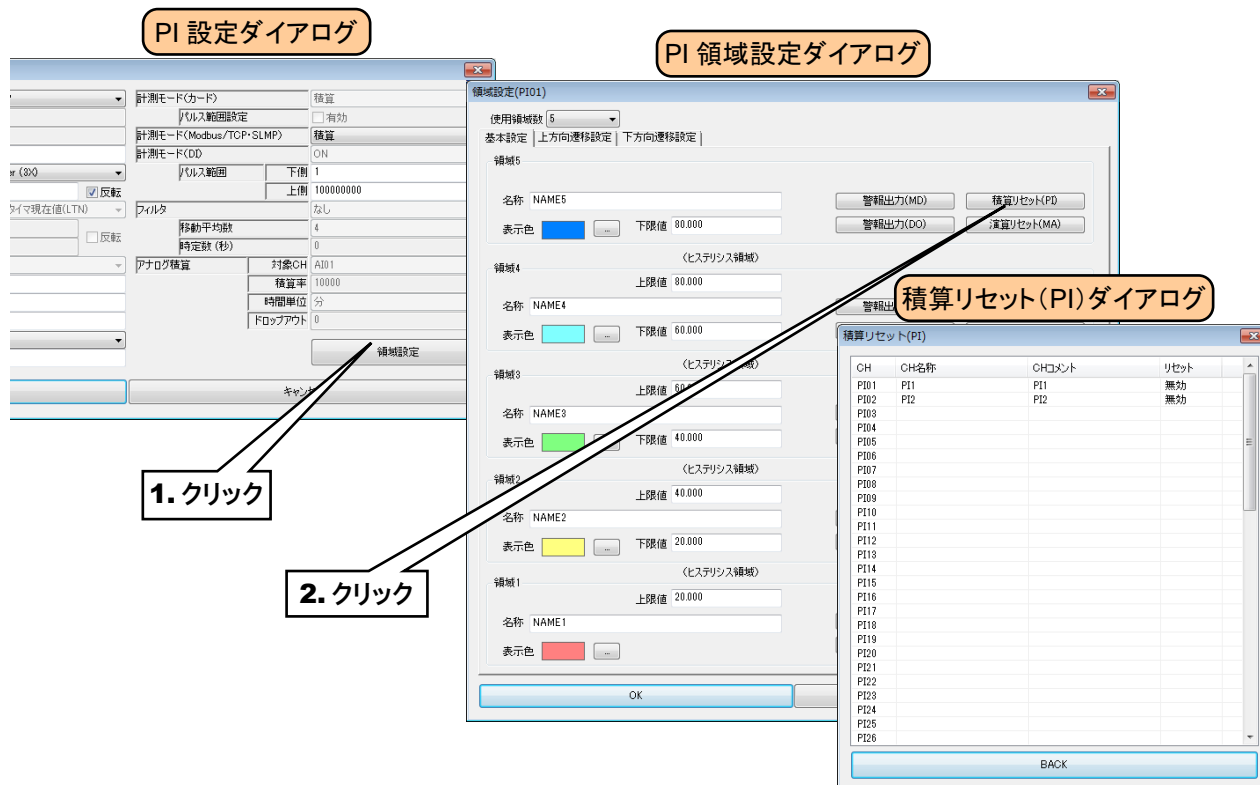 PI 設定ダイアログ
計測モード(カード) 積算
パルス範囲設定 有効
計測モード(Modbus/TCP・SLMP) 積算
計測モード(DD) ON
(3X) パルス範囲 下側 1
反転 上側 100000000
タイマ現在値(LTN) フィルタ なし
移動平均数 4
反転
時定数 (秒) 0
アナログ積算 対象CH AI01
積算率 10000
時間単位 分
ドロップアウト 0
領域設定
1. クリック
PI 領域設定ダイアログ
領域設定(PI01)
使用領域数 5
基本設定 上方向遷移設定 下方向遷移設定
領域5
名称 NAME5 警報出力(MD) 積算リセット(PI)
表示色 ... 下限値 80.000 警報出力(DO) 演算リセット(MA)
(ヒステリシス領域)
領域4
上限値 80.000
名称 NAME4
表示色 ... 下限値 60.000
(ヒステリシス領域)
領域3
上限値 60.000
名称 NAME3
表示色 下限値 40.000
(ヒステリシス領域)
領域2
上限値 40.000
名称 NAME2
表示色 ... 下限値 20.000
(ヒステリシス領域)
領域1
上限値 20.000
名称 NAME1
表示色 ...
OK
2. クリック
積算リセット(PI)ダイアログ
積算リセット(PI)
CH CH名称 CHコメント リセット
PI01 PI1 PI1 無効
PI02 PI2 PI2 無効
PI03
PI04
PI05
PI06
PI07
PI08
PI09
PI10
PI11
PI12
PI13
PI14
PI15
PI16
PI17
PI18
PI19
PI20
PI21
PI22
PI23
PI24
PI25
PI26
BACK